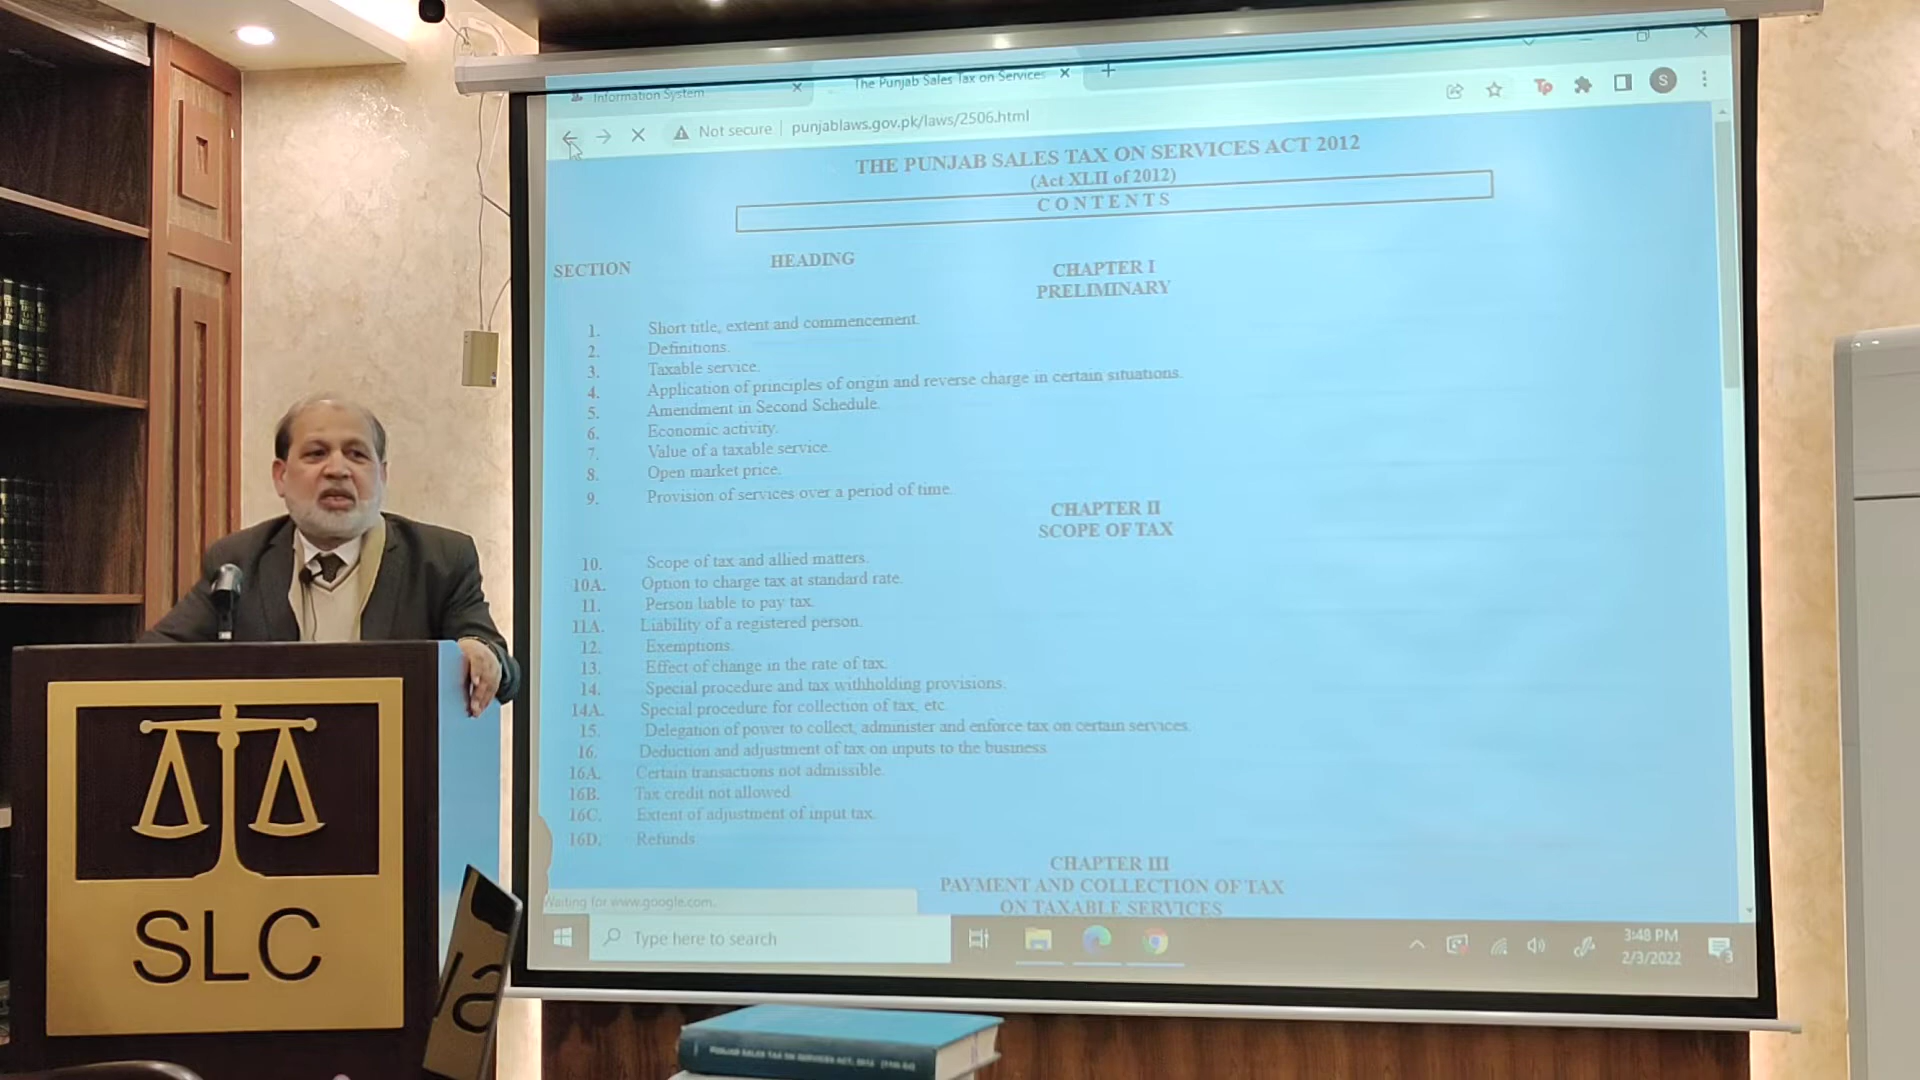 Information System
The Punjab Sales Tax on Services
Not secure | punjablaws.gov.pk/laws/2506.html
Tp
S
THE PUNJAB SALES TAX ON SERVICES ACT 2012
(Act XLII of 2012)
CONTENTS
SECTION HEADING
CHAPTER I
PRELIMINARY
1. Short title, extent and commencement.
2. Definitions.
3. Taxable service.
4. Application of principles of origin and reverse charge in certain situations.
5. Amendment in Second Schedule.
6. Economic activity.
7. Value of a taxable service.
8. Open market price.
9. Provision of services over a period of time.
CHAPTER II
SCOPE OF TAX
10. Scope of tax and allied matters.
10A. Option to charge tax at standard rate.
11. Person liable to pay tax.
11A. Liability of a registered person.
12. Exemptions.
13. Effect of change in the rate of tax.
14. Special procedure and tax withholding provisions.
14A. Special procedure for collection of tax, etc.
15. Delegation of power to collect, administer and enforce tax on certain services.
16. Deduction and adjustment of tax on inputs to the business
16A. Certain transactions not admissible.
16B. Tax credit not allowed.
16C. Extent of adjustment of input tax.
16D. Refunds
CHAPTER III
PAYMENT AND COLLECTION OF TAX
ON TAXABLE SERVICES
Waiting for www.google.com.
Type here to search
3:48 PM
2/3/2022
3
SLC
PUNJAB SALES TAX ON SERVICES ACT, 2012